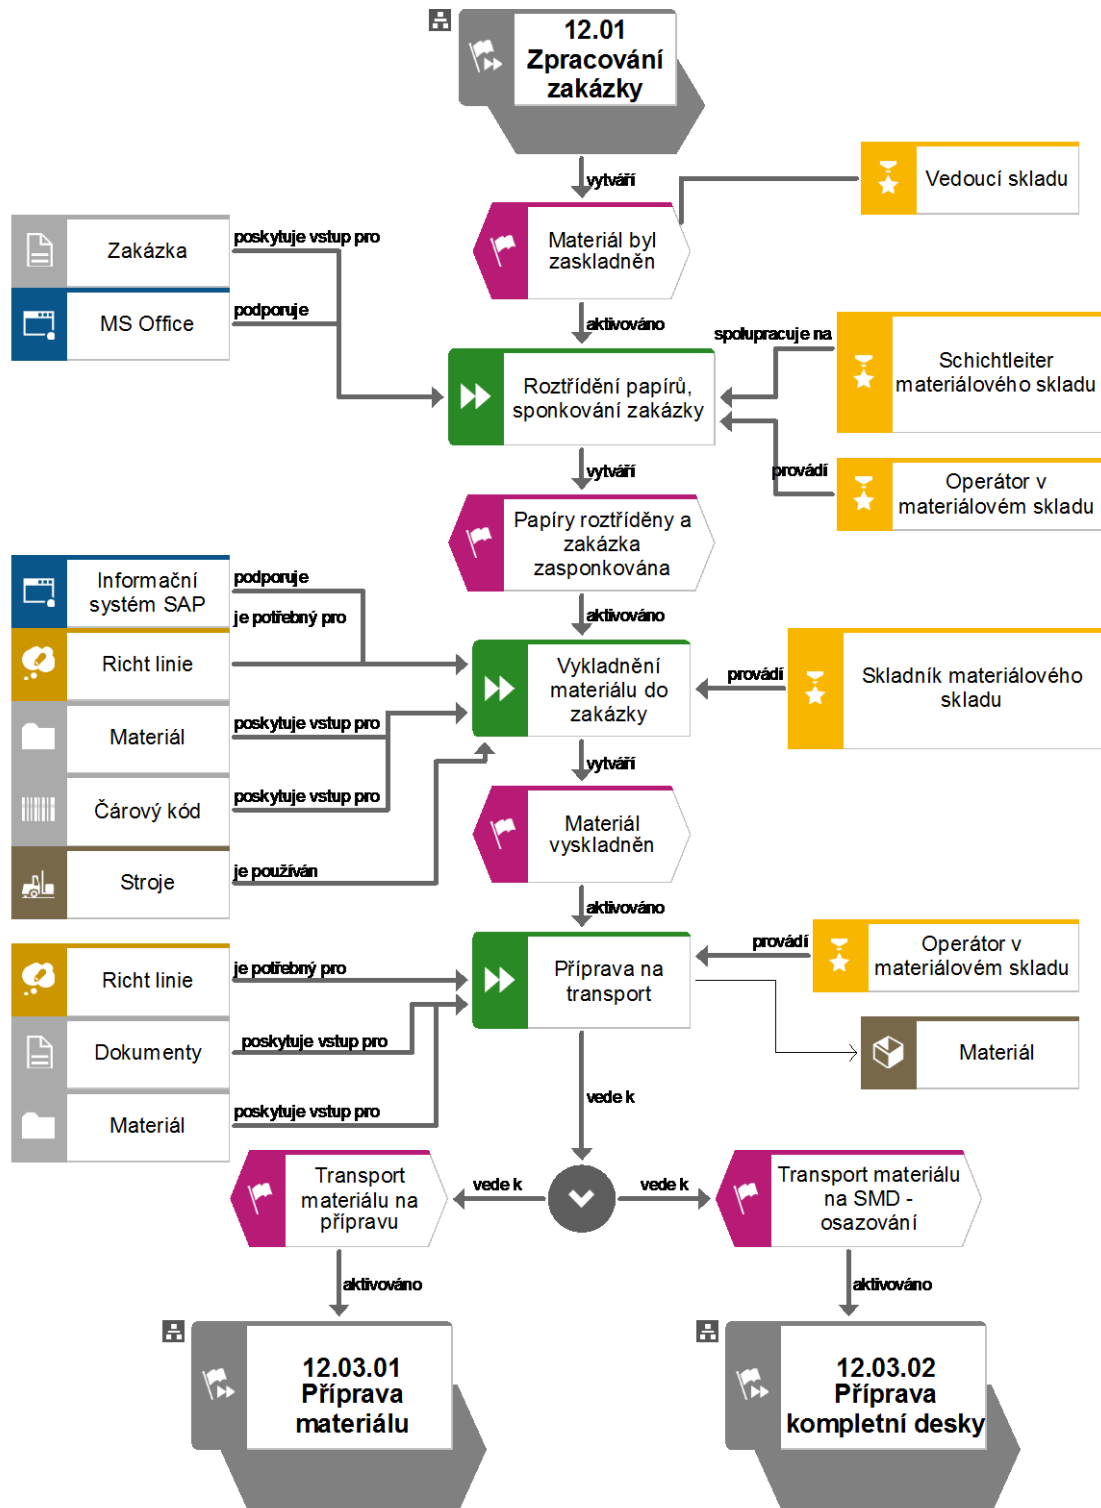 12.01
Zpracování
zakázky
vytváří
Vedoucí skladu
Materiál byl
zaskladněn
Zakázka
poskytuje vstup pro
MS Office
podporuje
aktivováno
spolupracuje na
Schichtleiter
materiálového skladu
Roztřídění papírů,
sponkování zakázky
provádí
Operátor v
materiálovém skladu
vytváří
Papíry roztříděny a
zakázka
zasponkována
Informační
systém SAP
podporuje
je potřebný pro
aktivováno
Richt linie
Vykladnění
materiálu do
zakázky
provádí
Skladník materiálového
skladu
Materiál
poskytuje vstup pro
vytváří
Čárový kód
poskytuje vstup pro
Materiál
vyskladněn
Stroje
je používán
aktivováno
Richt linie
je potřebný pro
Příprava na
transport
provádí
Operátor v
materiálovém skladu
Dokumenty
poskytuje vstup pro
Materiál
Materiál
poskytuje vstup pro
vede k
Transport
materiálu na
přípravu
vede k
vede k
Transport materiálu
na SMD -
osazování
aktivováno
aktivováno
12.03.01
Příprava
materiálu
12.03.02
Příprava
kompletní desky